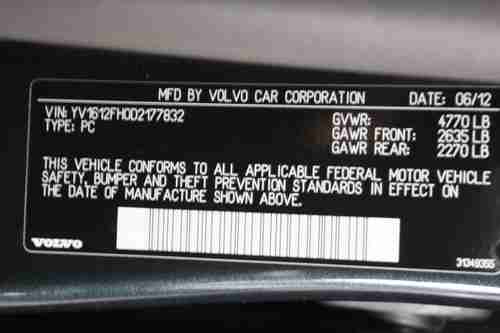 MFD BY VOLVO CAR CORPORATION DATE: 06/12
VIN: YV1612FH0D2177832 GVWR: 4770 LB
TYPE: PC GAWR FRONT: 2635 LB
GAWR REAR: 2270 LB
THIS VEHICLE CONFORMS TO ALL APPLICABLE FEDERAL MOTOR VEHICLE
SAFETY, BUMPER AND THEFT PREVENTION STANDARDS IN EFFECT ON
THE DATE OF MANUFACTURE SHOWN ABOVE.
VOLVO 31349355